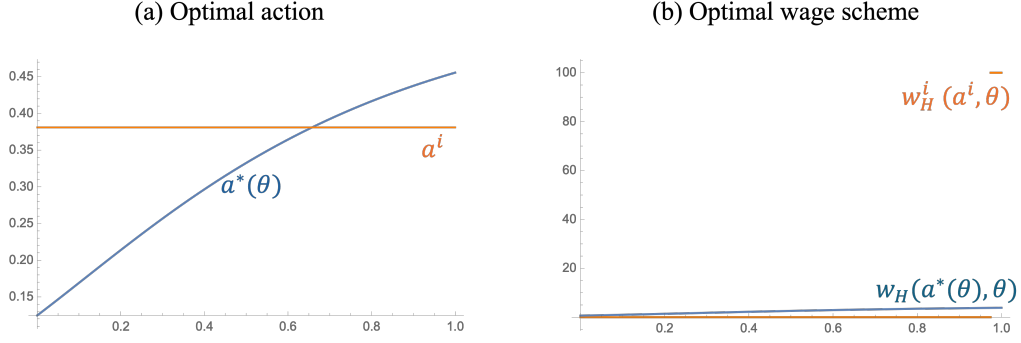 (a) Optimal action
0.45
0.40
0.35
0.30
0.25
0.20
0.15
a^i
a^*(θ)
0.2 0.4 0.6 0.8 1.0
(b) Optimal wage scheme
100
80
60
40
20
w_H^i (a^i, θ)
w_H(a^*(θ), θ)
0.2 0.4 0.6 0.8 1.0